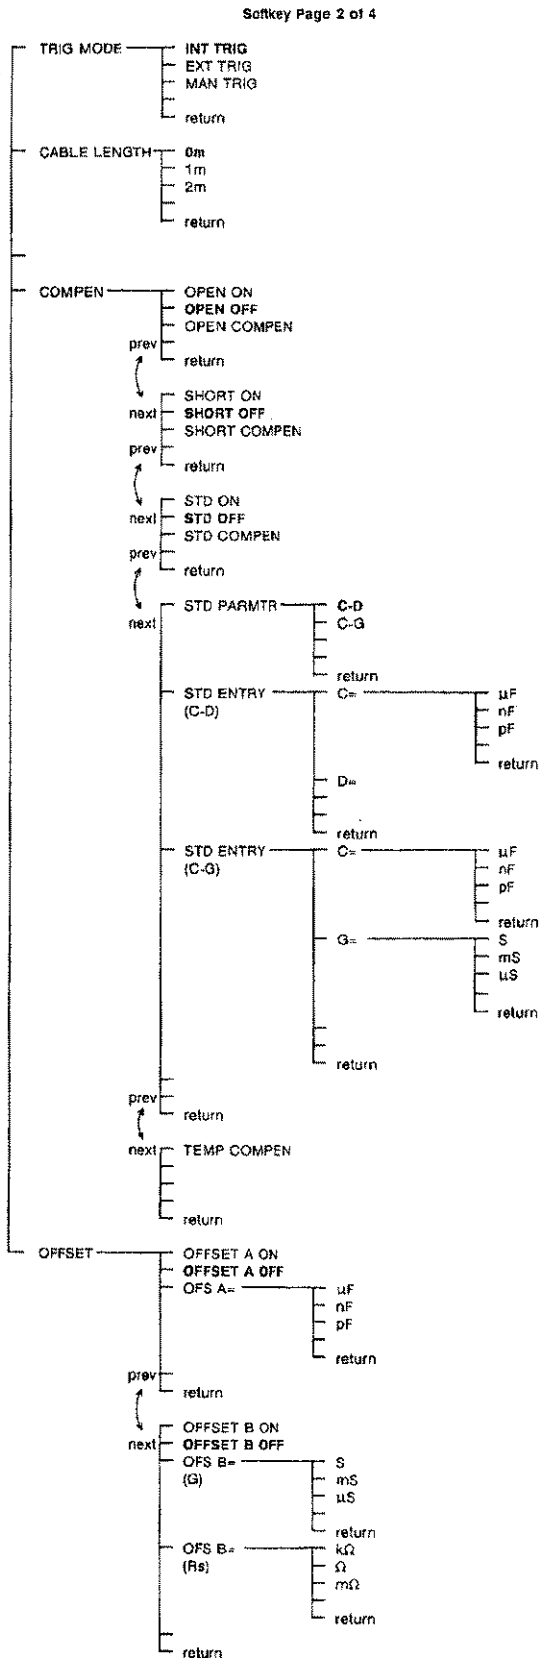 Softkey Page 2 of 4
TRIG MODE INT TRIG
EXT TRIG
MAN TRIG
return
CABLE LENGTH 0m
1m
2m
return
COMPEN OPEN ON
OPEN OFF
OPEN COMPEN
prev
return
SHORT ON
next SHORT OFF
SHORT COMPEN
prev
return
STD ON
next STD OFF
STD COMPEN
prev
return
STD PARMTR C-D
next C-G
return
STD ENTRY C= µF
(C-D) nF
pF
return
D=
return
STD ENTRY C= µF
(C-G) nF
pF
return
G= S
mS
µS
return
return
prev
return
next TEMP COMPEN
return
OFFSET OFFSET A ON
OFFSET A OFF
OFS A= µF
nF
pF
return
prev
return
OFFSET B ON
next OFFSET B OFF
OFS B= S
(G) mS
µS
return
OFS B= kΩ
(Rs) Ω
mΩ
return
return